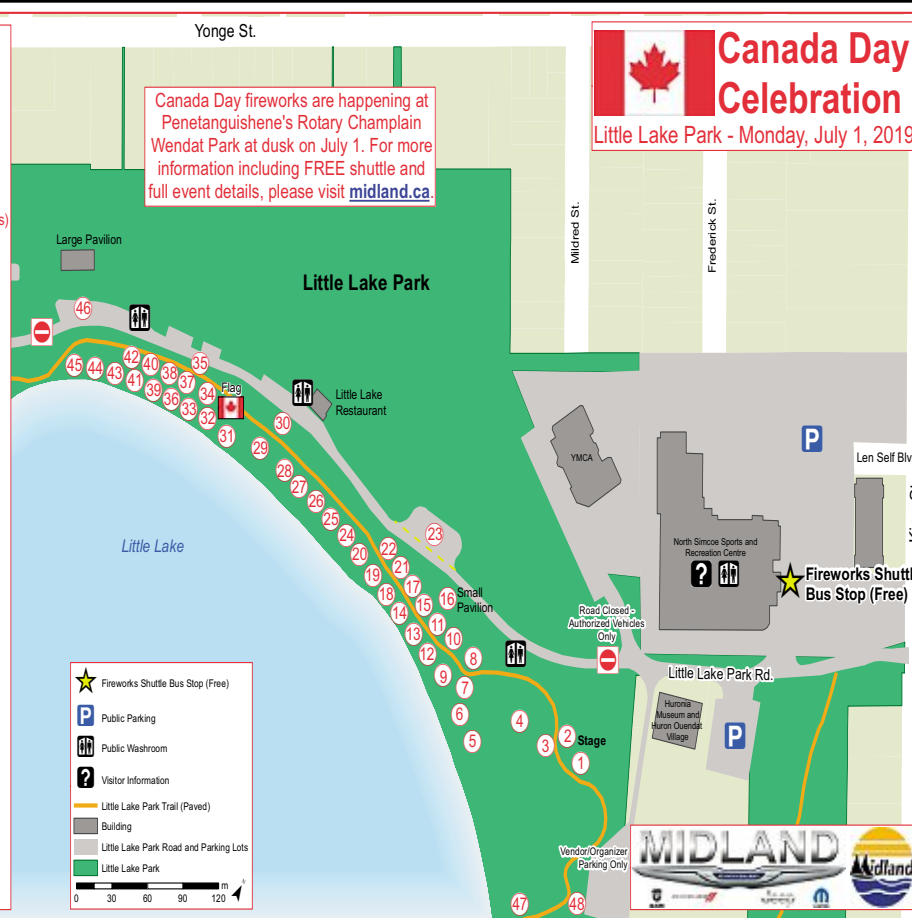 Yonge St.
Canada Day
Celebration
Little Lake Park - Monday, July 1, 2019
Canada Day fireworks are happening at
Penetanguishene's Rotary Champlain
Wendat Park at dusk on July 1. For more
information including FREE shuttle and
full event details, please visit midland.ca.
s)
Mildred St.
Frederick St.
Large Pavilion
Little Lake Park
46
45
44
43
42
41
40
39
38
37
36
35
34
33
32
Flag
31
30
29
Little Lake
Restaurant
28
27
26
25
24
23
22
21
20
19
18
17
16
15
14
13
12
11
10
9
8
7
6
5
4
3
2
1
Small
Pavilion
Stage
Little Lake
YMCA
P
Len Self Blv
North Simcoe Sports and
Recreation Centre
?
Fireworks Shuttl
Bus Stop (Free)
Road Closed -
Authorized Vehicles
Only
Little Lake Park Rd.
Huronia
Museum and
Huron Ouendat
Village
P
Vendor/Organizer
Parking Only
47
48
Fireworks Shuttle Bus Stop (Free)
P Public Parking
Public Washroom
? Visitor Information
Little Lake Park Trail (Paved)
Building
Little Lake Park Road and Parking Lots
Little Lake Park
m
0 30 60 90 120
MIDLAND
CHRYSLER
Jeep
Midland